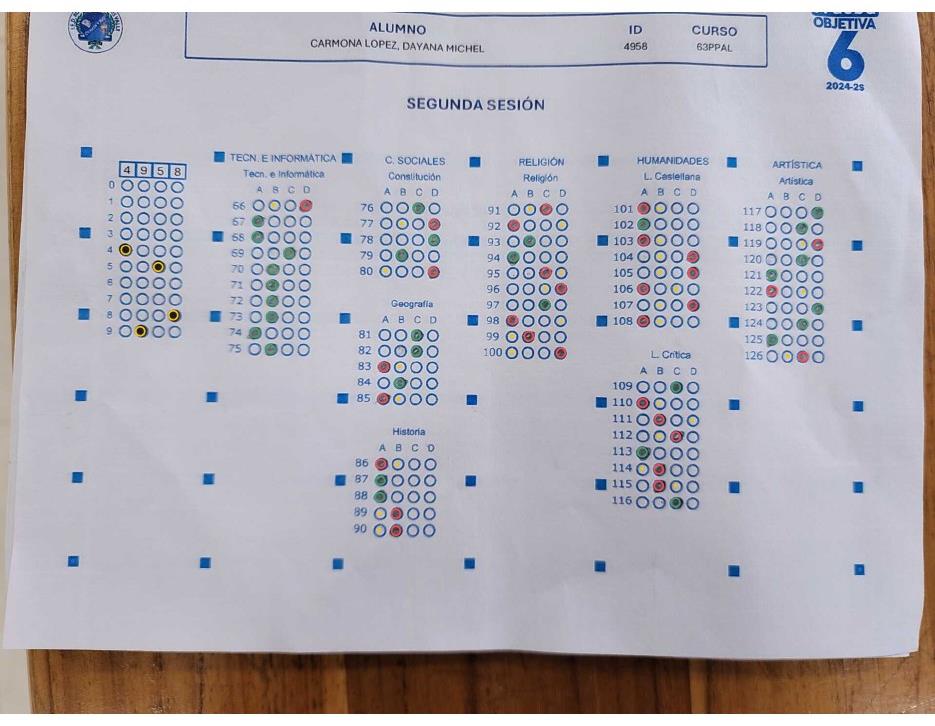 ALUMNO ID CURSO
CARMONA LOPEZ, DAYANA MICHEL 4958 63PPAL
OBJETIVA
6
2024-2S
SEGUNDA SESIÓN
4 9 5 8
0
1
2
3
4
5
6
7
8
9
TECN. E INFORMÁTICA
Tecn. e Informática
A B C D
66
67
68
69
70
71
72
73
74
75
C. SOCIALES
Constitución
A B C D
76
77
78
79
80
Geografía
A B C D
81
82
83
84
85
Historia
A B C D
86
87
88
89
90
RELIGIÓN
Religión
A B C D
91
92
93
94
95
96
97
98
99
100
HUMANIDADES
L. Castellana
A B C D
101
102
103
104
105
106
107
108
L. Crítica
A B C D
109
110
111
112
113
114
115
116
ARTÍSTICA
Artística
A B C D
117
118
119
120
121
122
123
124
125
126